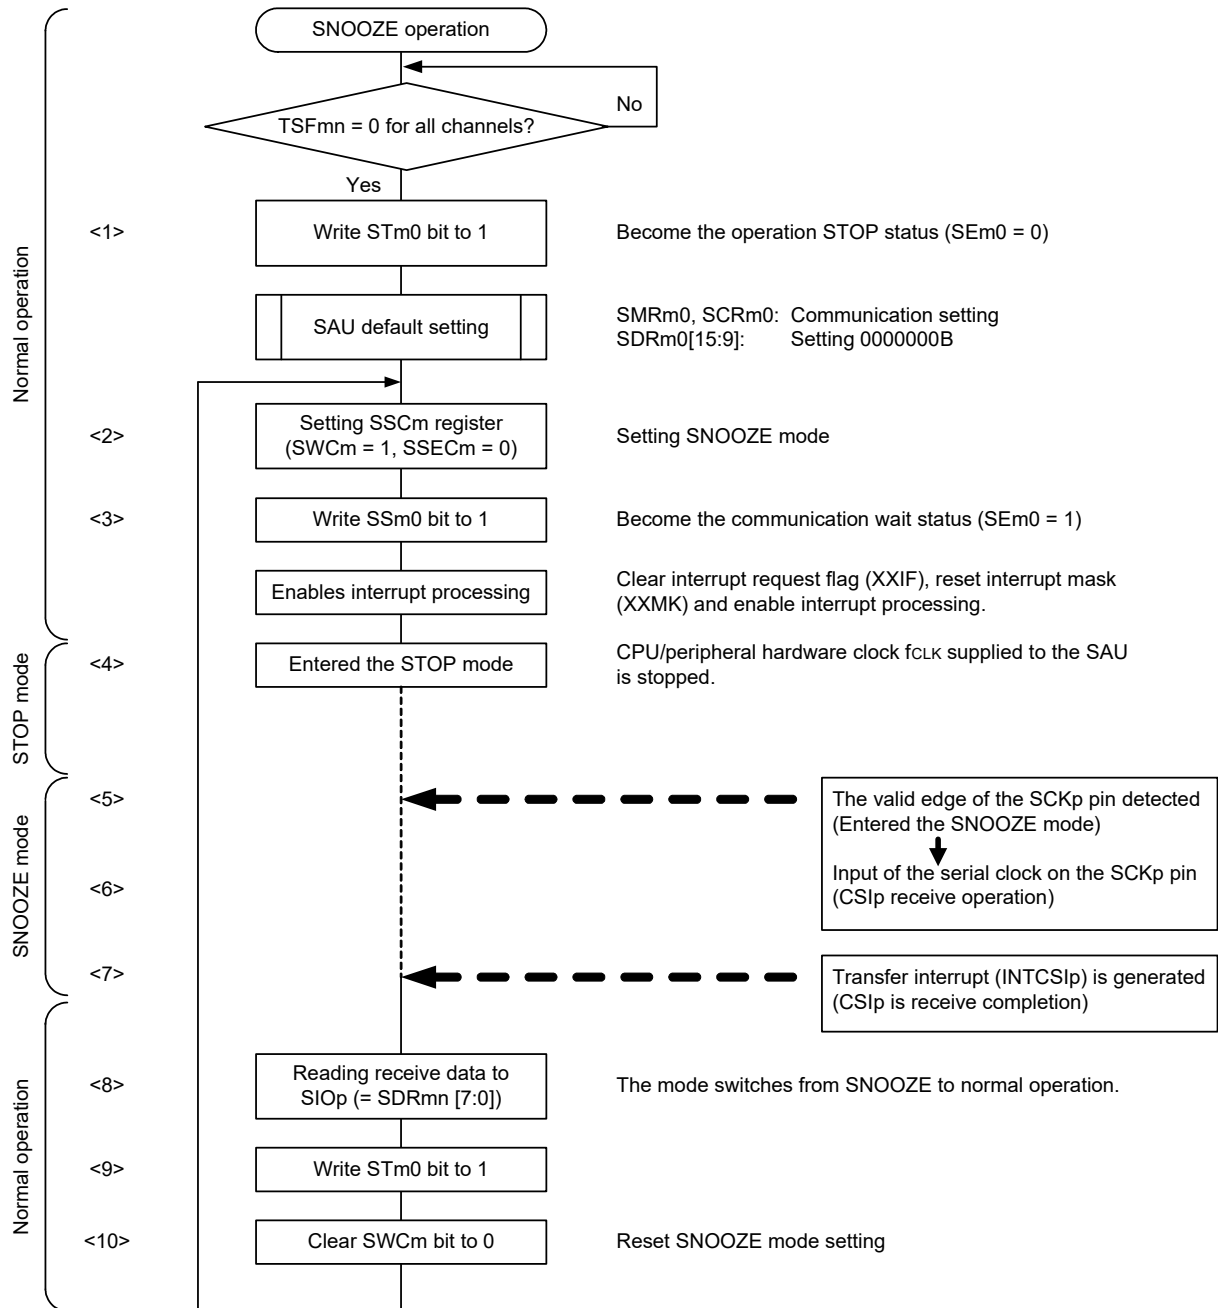 SNOOZE operation
No
TSFmn = 0 for all channels?
Yes
Normal operation
<1>
Write STm0 bit to 1
Become the operation STOP status (SEm0 = 0)
SAU default setting
SMRm0, SCRm0: Communication setting
SDRm0[15:9]: Setting 0000000B
<2>
Setting SSCm register
(SWCm = 1, SSECm = 0)
Setting SNOOZE mode
<3>
Write SSm0 bit to 1
Become the communication wait status (SEm0 = 1)
Enables interrupt processing
Clear interrupt request flag (XXIF), reset interrupt mask
(XXMK) and enable interrupt processing.
STOP mode
<4>
Entered the STOP mode
CPU/peripheral hardware clock fCLK supplied to the SAU
is stopped.
SNOOZE mode
<5>
The valid edge of the SCKp pin detected
(Entered the SNOOZE mode)
<6>
Input of the serial clock on the SCKp pin
(CSIp receive operation)
<7>
Transfer interrupt (INTCSIp) is generated
(CSIp is receive completion)
Normal operation
<8>
Reading receive data to
SIOp (= SDRmn [7:0])
The mode switches from SNOOZE to normal operation.
<9>
Write STm0 bit to 1
<10>
Clear SWCm bit to 0
Reset SNOOZE mode setting